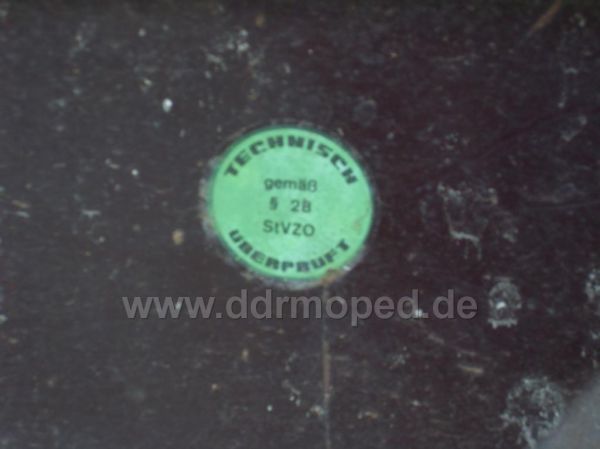 TECHNISCH
gemäß
§ 28
StVZO
ÜBERPRÜFT
www.ddrmoped.de